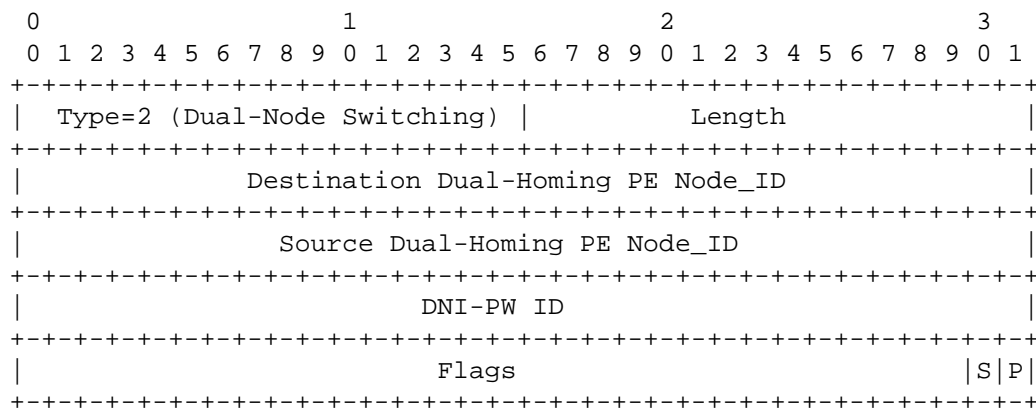 0                   1                   2                   3
 0 1 2 3 4 5 6 7 8 9 0 1 2 3 4 5 6 7 8 9 0 1 2 3 4 5 6 7 8 9 0 1
+-+-+-+-+-+-+-+-+-+-+-+-+-+-+-+-+-+-+-+-+-+-+-+-+-+-+-+-+-+-+-+-+
|  Type=2 (Dual-Node Switching) |          Length               |
+-+-+-+-+-+-+-+-+-+-+-+-+-+-+-+-+-+-+-+-+-+-+-+-+-+-+-+-+-+-+-+-+
|              Destination Dual-Homing PE Node_ID               |
+-+-+-+-+-+-+-+-+-+-+-+-+-+-+-+-+-+-+-+-+-+-+-+-+-+-+-+-+-+-+-+-+
|                Source Dual-Homing PE Node_ID                  |
+-+-+-+-+-+-+-+-+-+-+-+-+-+-+-+-+-+-+-+-+-+-+-+-+-+-+-+-+-+-+-+-+
|                         DNI-PW ID                             |
+-+-+-+-+-+-+-+-+-+-+-+-+-+-+-+-+-+-+-+-+-+-+-+-+-+-+-+-+-+-+-+-+
|                          Flags                            |S|P|
+-+-+-+-+-+-+-+-+-+-+-+-+-+-+-+-+-+-+-+-+-+-+-+-+-+-+-+-+-+-+-+-+